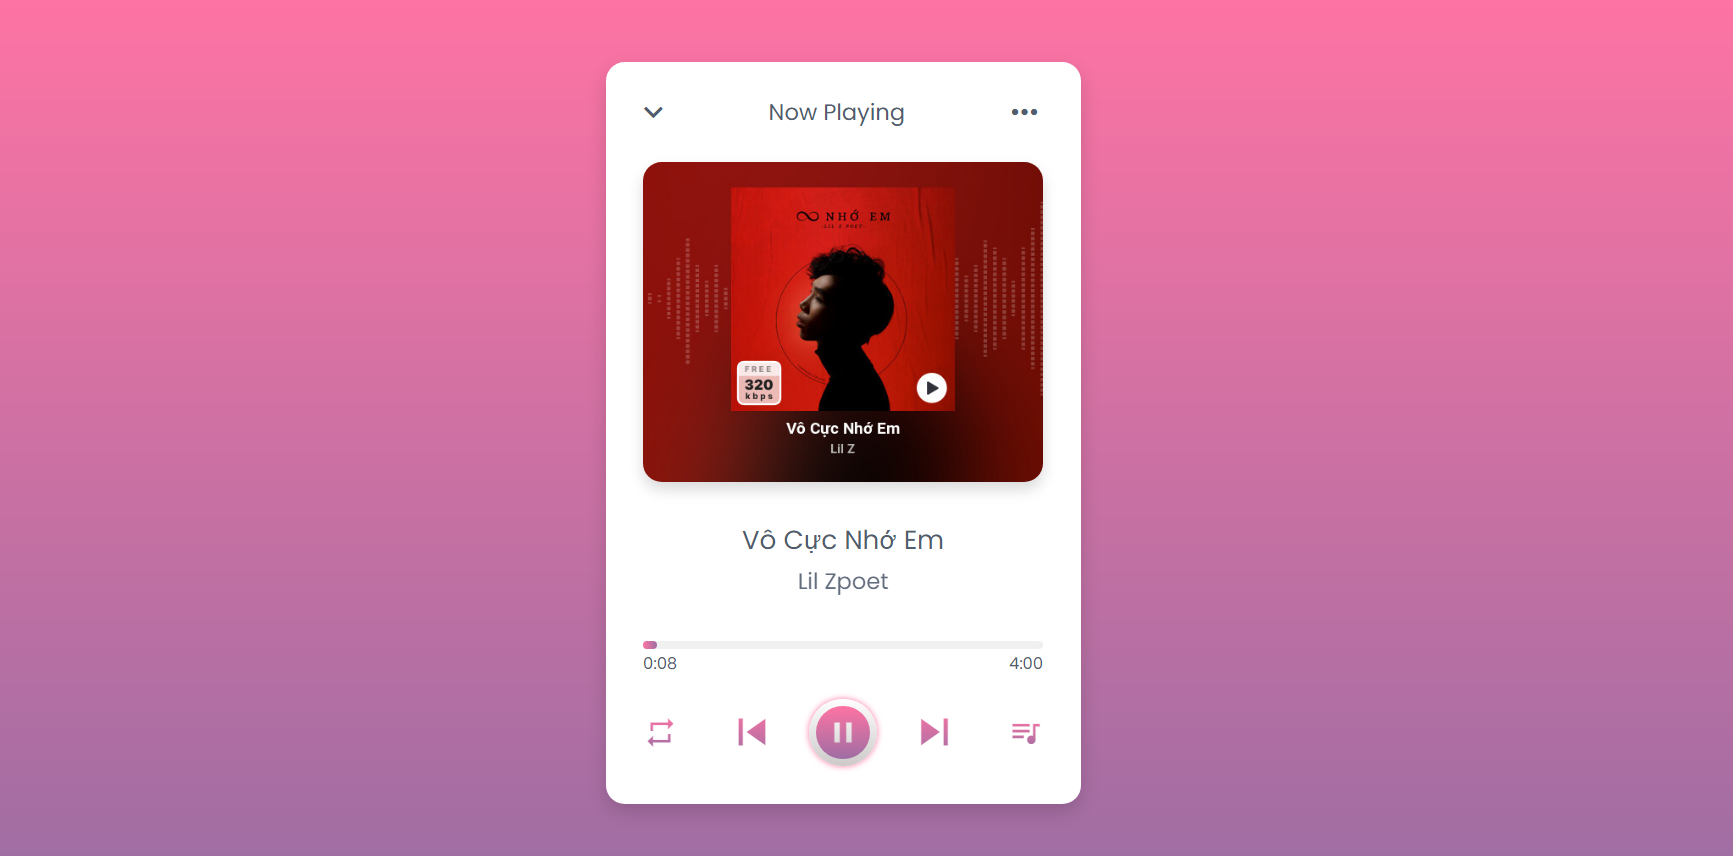 Now Playing
NHỚ EM
-LIL Z POET-
FREE
320
kbps
Vô Cực Nhớ Em
Lil Z
Vô Cực Nhớ Em
Lil Zpoet
0:08
4:00